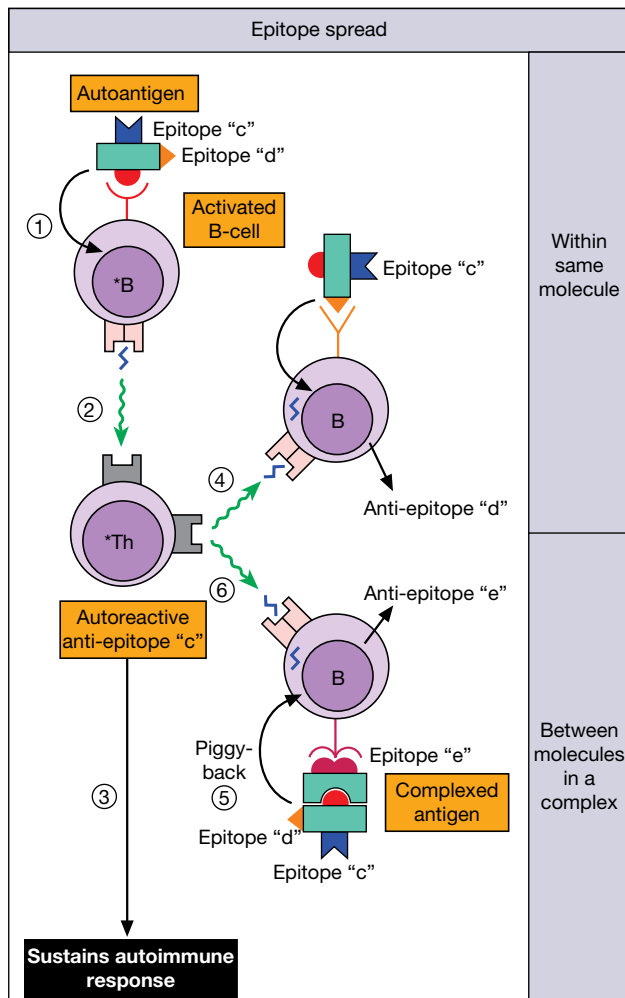 Epitope spread
Autoantigen
Epitope “c”
Epitope “d”
①
Activated
B-cell
*B
Epitope “c”
Within
same
molecule
②
B
④
*Th
Anti-epitope “d”
⑥
Autoreactive
anti-epitope “c”
Anti-epitope “e”
B
Piggy-
back
⑤
Epitope “e”
Complexed
antigen
Epitope “d”
Epitope “c”
Between
molecules
in a
complex
③
Sustains autoimmune
response